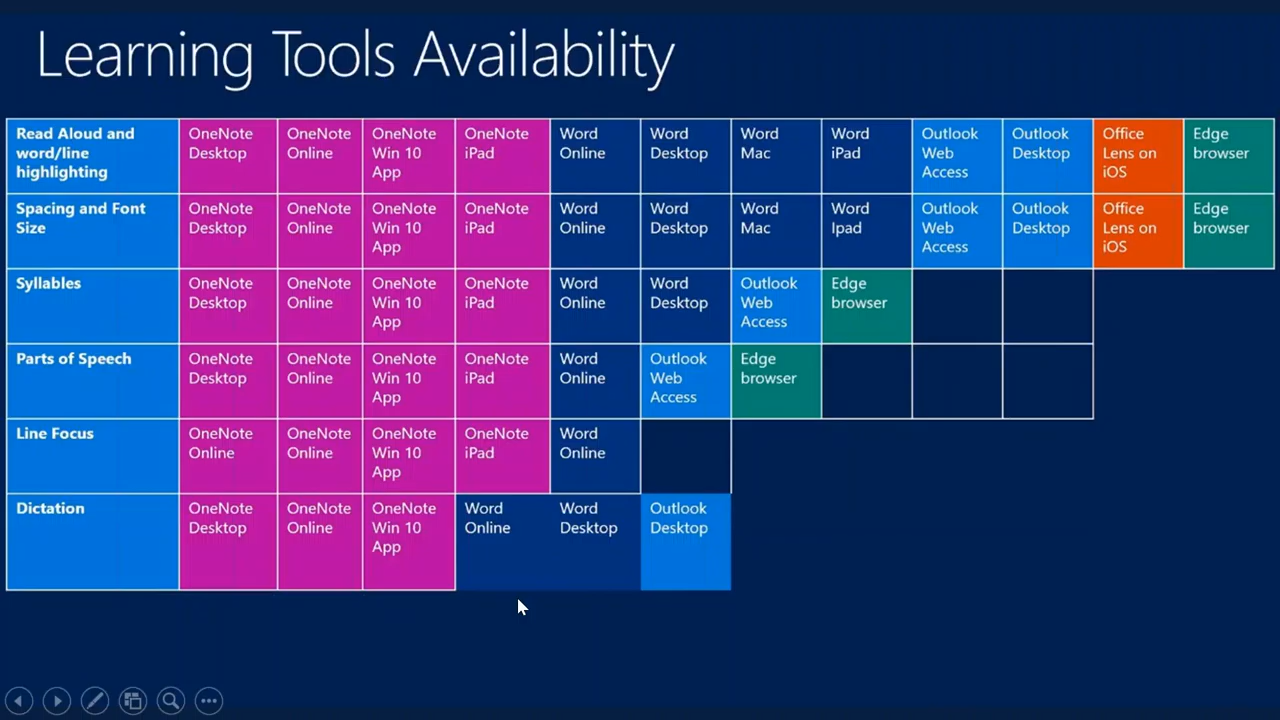 Learning Tools Availability
Read Aloud and word/line highlighting OneNote Desktop OneNote Online OneNote Win 10 App OneNote iPad Word Online Word Desktop Word Mac Word iPad Outlook Web Access Outlook Desktop Office Lens on iOS Edge browser
Spacing and Font Size OneNote Desktop OneNote Online OneNote Win 10 App OneNote iPad Word Online Word Desktop Word Mac Word Ipad Outlook Web Access Outlook Desktop Office Lens on iOS Edge browser
Syllables OneNote Desktop OneNote Online OneNote Win 10 App OneNote iPad Word Online Word Desktop Outlook Web Access Edge browser
Parts of Speech OneNote Desktop OneNote Online OneNote Win 10 App OneNote iPad Word Online Outlook Web Access Edge browser
Line Focus OneNote Online OneNote Online OneNote Win 10 App OneNote iPad Word Online
Dictation OneNote Desktop OneNote Online OneNote Win 10 App Word Online Word Desktop Outlook Desktop